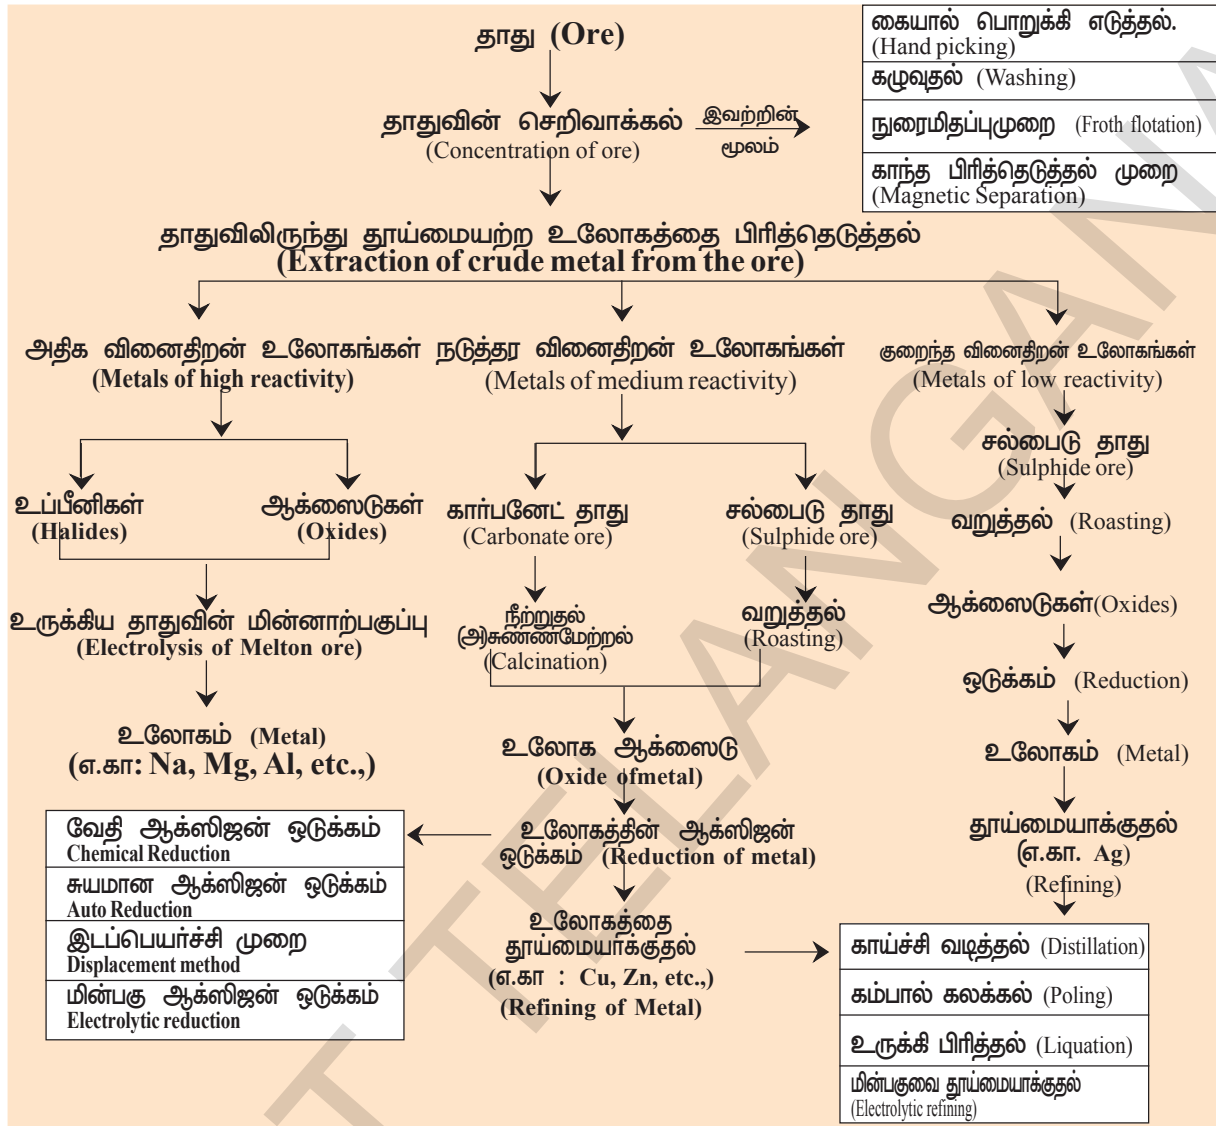 தாது (Ore)
கையால் பொறுக்கி எடுத்தல்.
(Hand picking)
கழுவுதல் (Washing)
நுரைமிதப்புமுறை (Froth flotation)
காந்த பிரித்தெடுத்தல் முறை
(Magnetic Separation)
தாதுவின் செறிவாக்கல்
(Concentration of ore)
இவற்றின்
மூலம்
தாதுவிலிருந்து தூய்மையற்ற உலோகத்தை பிரித்தெடுத்தல்
(Extraction of crude metal from the ore)
அதிக வினைதிறன் உலோகங்கள்
(Metals of high reactivity)
உப்பீனிகள்
(Halides)
ஆக்ஸைடுகள்
(Oxides)
உருக்கிய தாதுவின் மின்னாற்பகுப்பு
(Electrolysis of Melton ore)
உலோகம் (Metal)
(எ.கா: Na, Mg, Al, etc.,)
நடுத்தர வினைதிறன் உலோகங்கள்
(Metals of medium reactivity)
கார்பனேட் தாது
(Carbonate ore)
சல்பைடு தாது
(Sulphide ore)
நீற்றுதல்
(அ)சுண்ணமேற்றல்
(Calcination)
வறுத்தல்
(Roasting)
உலோக ஆக்ஸைடு
(Oxide ofmetal)
உலோகத்தின் ஆக்ஸிஜன்
ஒடுக்கம் (Reduction of metal)
வேதி ஆக்ஸிஜன் ஒடுக்கம்
Chemical Reduction
சுயமான ஆக்ஸிஜன் ஒடுக்கம்
Auto Reduction
இடப்பெயர்ச்சி முறை
Displacement method
மின்பகு ஆக்ஸிஜன் ஒடுக்கம்
Electrolytic reduction
உலோகத்தை
தூய்மையாக்குதல்
(எ.கா : Cu, Zn, etc.,)
(Refining of Metal)
குறைந்த வினைதிறன் உலோகங்கள்
(Metals of low reactivity)
சல்பைடு தாது
(Sulphide ore)
வறுத்தல் (Roasting)
ஆக்ஸைடுகள்(Oxides)
ஒடுக்கம் (Reduction)
உலோகம் (Metal)
தூய்மையாக்குதல்
(எ.கா. Ag)
(Refining)
காய்ச்சி வடித்தல் (Distillation)
கம்பால் கலக்கல் (Poling)
உருக்கி பிரித்தல் (Liquation)
மின்பகுவை தூய்மையாக்குதல்
(Electrolytic refining)
T TELANGANA